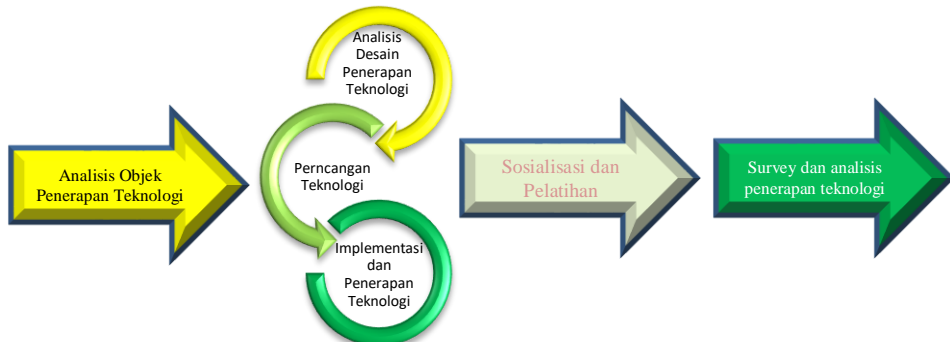 Analisis Objek
Penerapan Teknologi
Analisis
Desain
Penerapan
Teknologi
Perncangan
Teknologi
Implementasi
dan
Penerapan
Teknologi
Sosialisasi dan
Pelatihan
Survey dan analisis
penerapan teknologi